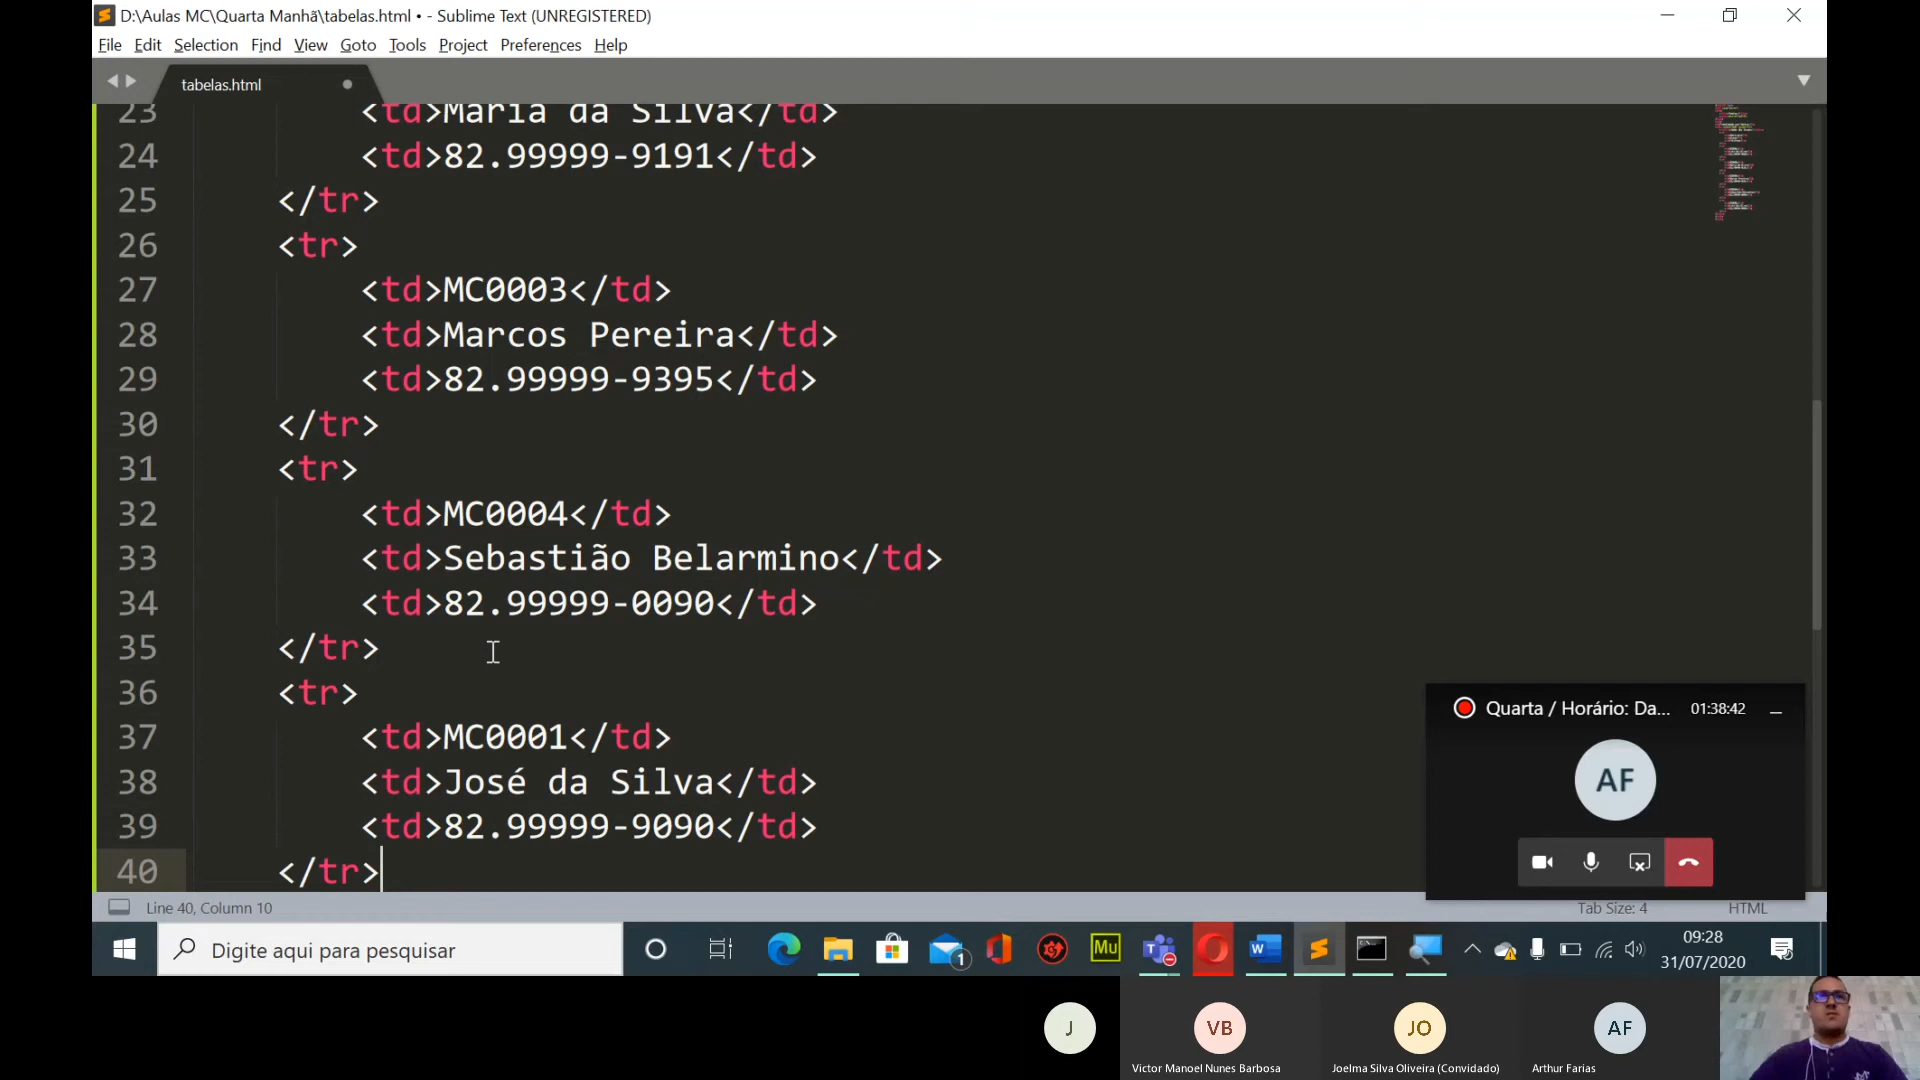 D:\Aulas MC\Quarta Manhã\tabelas.html • - Sublime Text (UNREGISTERED)
File Edit Selection Find View Goto Tools Project Preferences Help
tabelas.html
23 <td>Maria da Silva</td>
24 <td>82.99999-9191</td>
25 </tr>
26 <tr>
27 <td>MC0003</td>
28 <td>Marcos Pereira</td>
29 <td>82.99999-9395</td>
30 </tr>
31 <tr>
32 <td>MC0004</td>
33 <td>Sebastião Belarmino</td>
34 <td>82.99999-0090</td>
35 </tr>
36 <tr>
37 <td>MC0001</td>
38 <td>José da Silva</td>
39 <td>82.99999-9090</td>
40 </tr>
Quarta / Horário: Da... 01:38:42
AF
Line 40, Column 10 Tab Size: 4 HTML
Digite aqui para pesquisar
1
Mu
09:28
31/07/2020
J VB JO AF
Victor Manoel Nunes Barbosa Joelma Silva Oliveira (Convidado) Arthur Farias